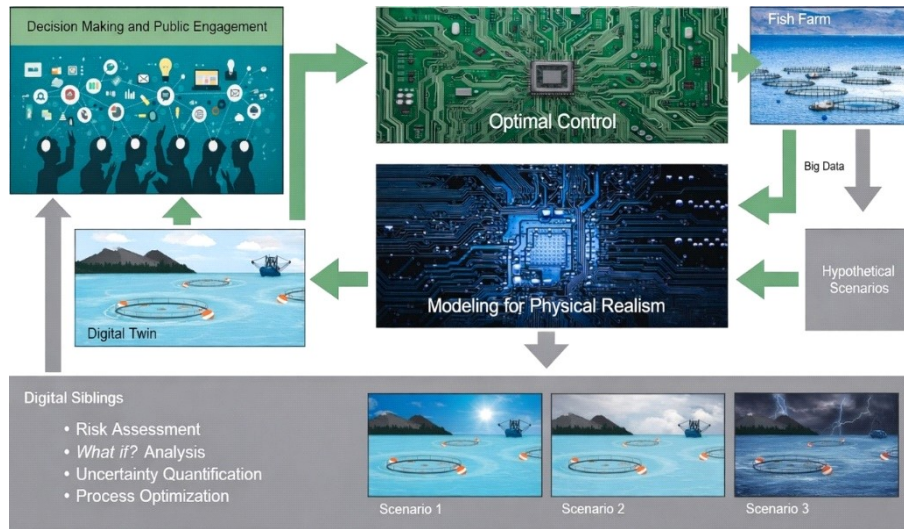 Decision Making and Public Engagement
Optimal Control
Fish Farm
Big Data
Digital Twin
Modeling for Physical Realism
Hypothetical
Scenarios
Digital Siblings
• Risk Assessment
• What if? Analysis
• Uncertainty Quantification
• Process Optimization
Scenario 1
Scenario 2
Scenario 3